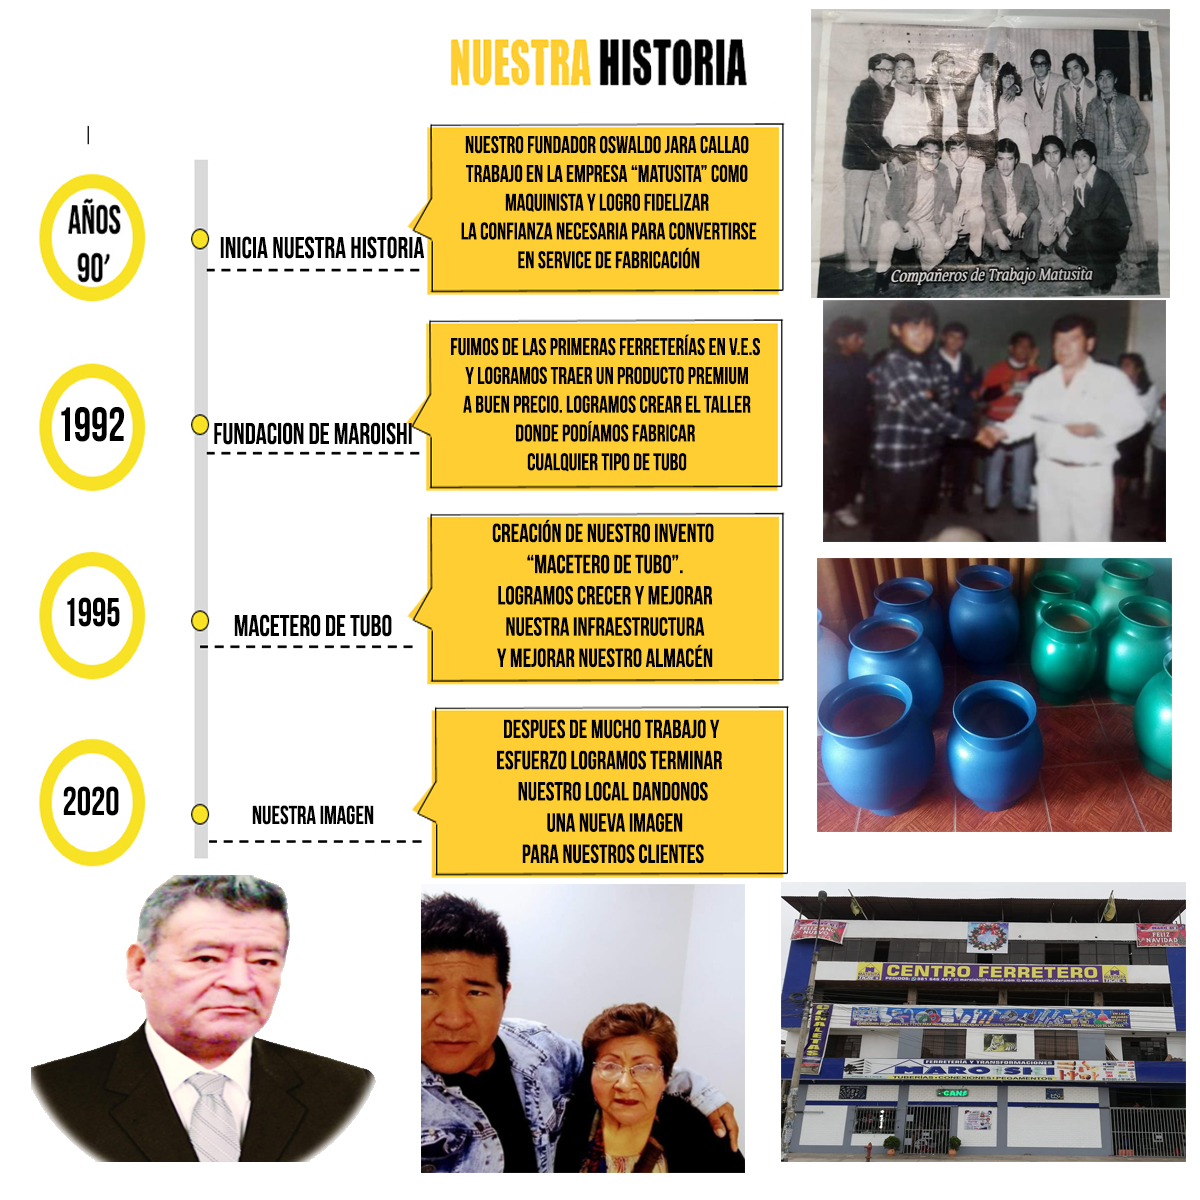 NUESTRA HISTORIA
AÑOS
90'
INICIA NUESTRA HISTORIA
NUESTRO FUNDADOR OSWALDO JARA CALLAO
TRABAJO EN LA EMPRESA “MATUSITA” COMO
MAQUINISTA Y LOGRO FIDELIZAR
LA CONFIANZA NECESARIA PARA CONVERTIRSE
EN SERVICE DE FABRICACIÓN
Compañeros de Trabajo Matusita
1992
FUNDACION DE MAROISHI
FUIMOS DE LAS PRIMERAS FERRETERÍAS EN V.E.S
Y LOGRAMOS TRAER UN PRODUCTO PREMIUM
A BUEN PRECIO. LOGRAMOS CREAR EL TALLER
DONDE PODÍAMOS FABRICAR
CUALQUIER TIPO DE TUBO
1995
MACETERO DE TUBO
CREACIÓN DE NUESTRO INVENTO
“MACETERO DE TUBO”.
LOGRAMOS CRECER Y MEJORAR
NUESTRA INFRAESTRUCTURA
Y MEJORAR NUESTRO ALMACÉN
2020
NUESTRA IMAGEN
DESPUES DE MUCHO TRABAJO Y
ESFUERZO LOGRAMOS TERMINAR
NUESTRO LOCAL DANDONOS
UNA NUEVA IMAGEN
PARA NUESTROS CLIENTES
FELIZ AÑO
NUEVO
FELIZ
NAVIDAD
CENTRO FERRETERO
PEDIDOS:
CANALETAS
FERRETERÍA Y TRANSFORMACIONES
MAROISHI
TUBERIAS•CONEXIONES•PEGAMENTOS